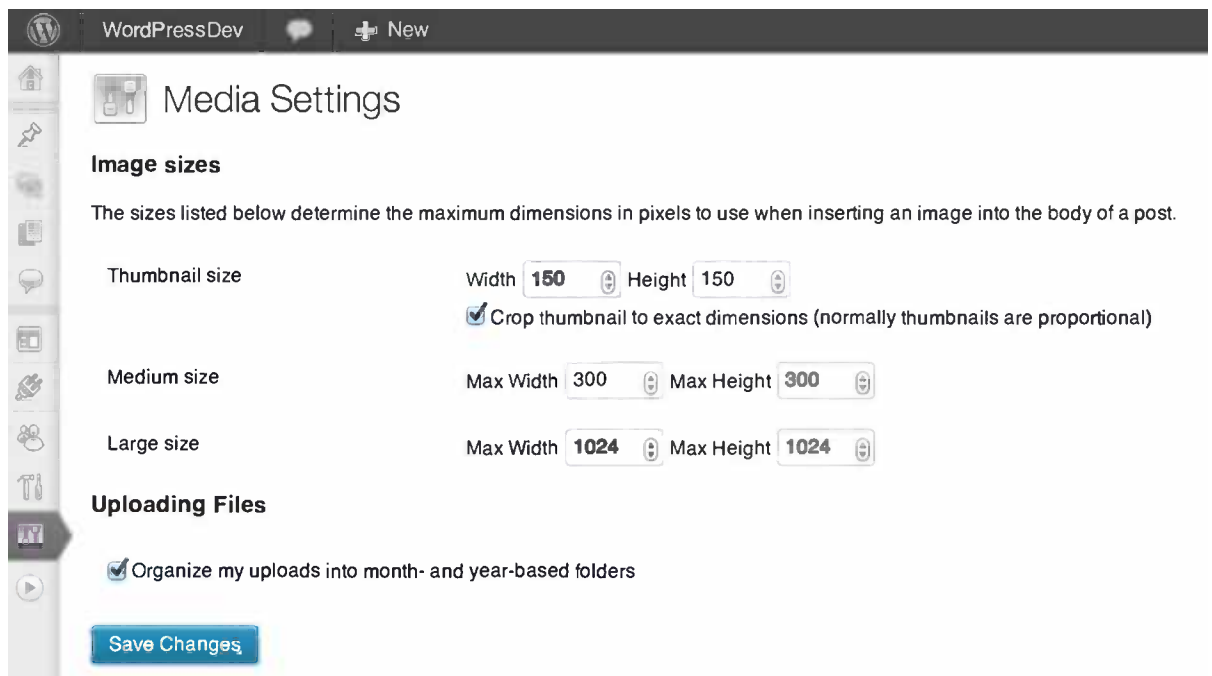 WordPressDev New
Media Settings
Image sizes
The sizes listed below determine the maximum dimensions in pixels to use when inserting an image into the body of a post.
Thumbnail size Width 150 Height 150
Crop thumbnail to exact dimensions (normally thumbnails are proportional)
Medium size Max Width 300 Max Height 300
Large size Max Width 1024 Max Height 1024
Uploading Files
Organize my uploads into month- and year-based folders
Save Changes